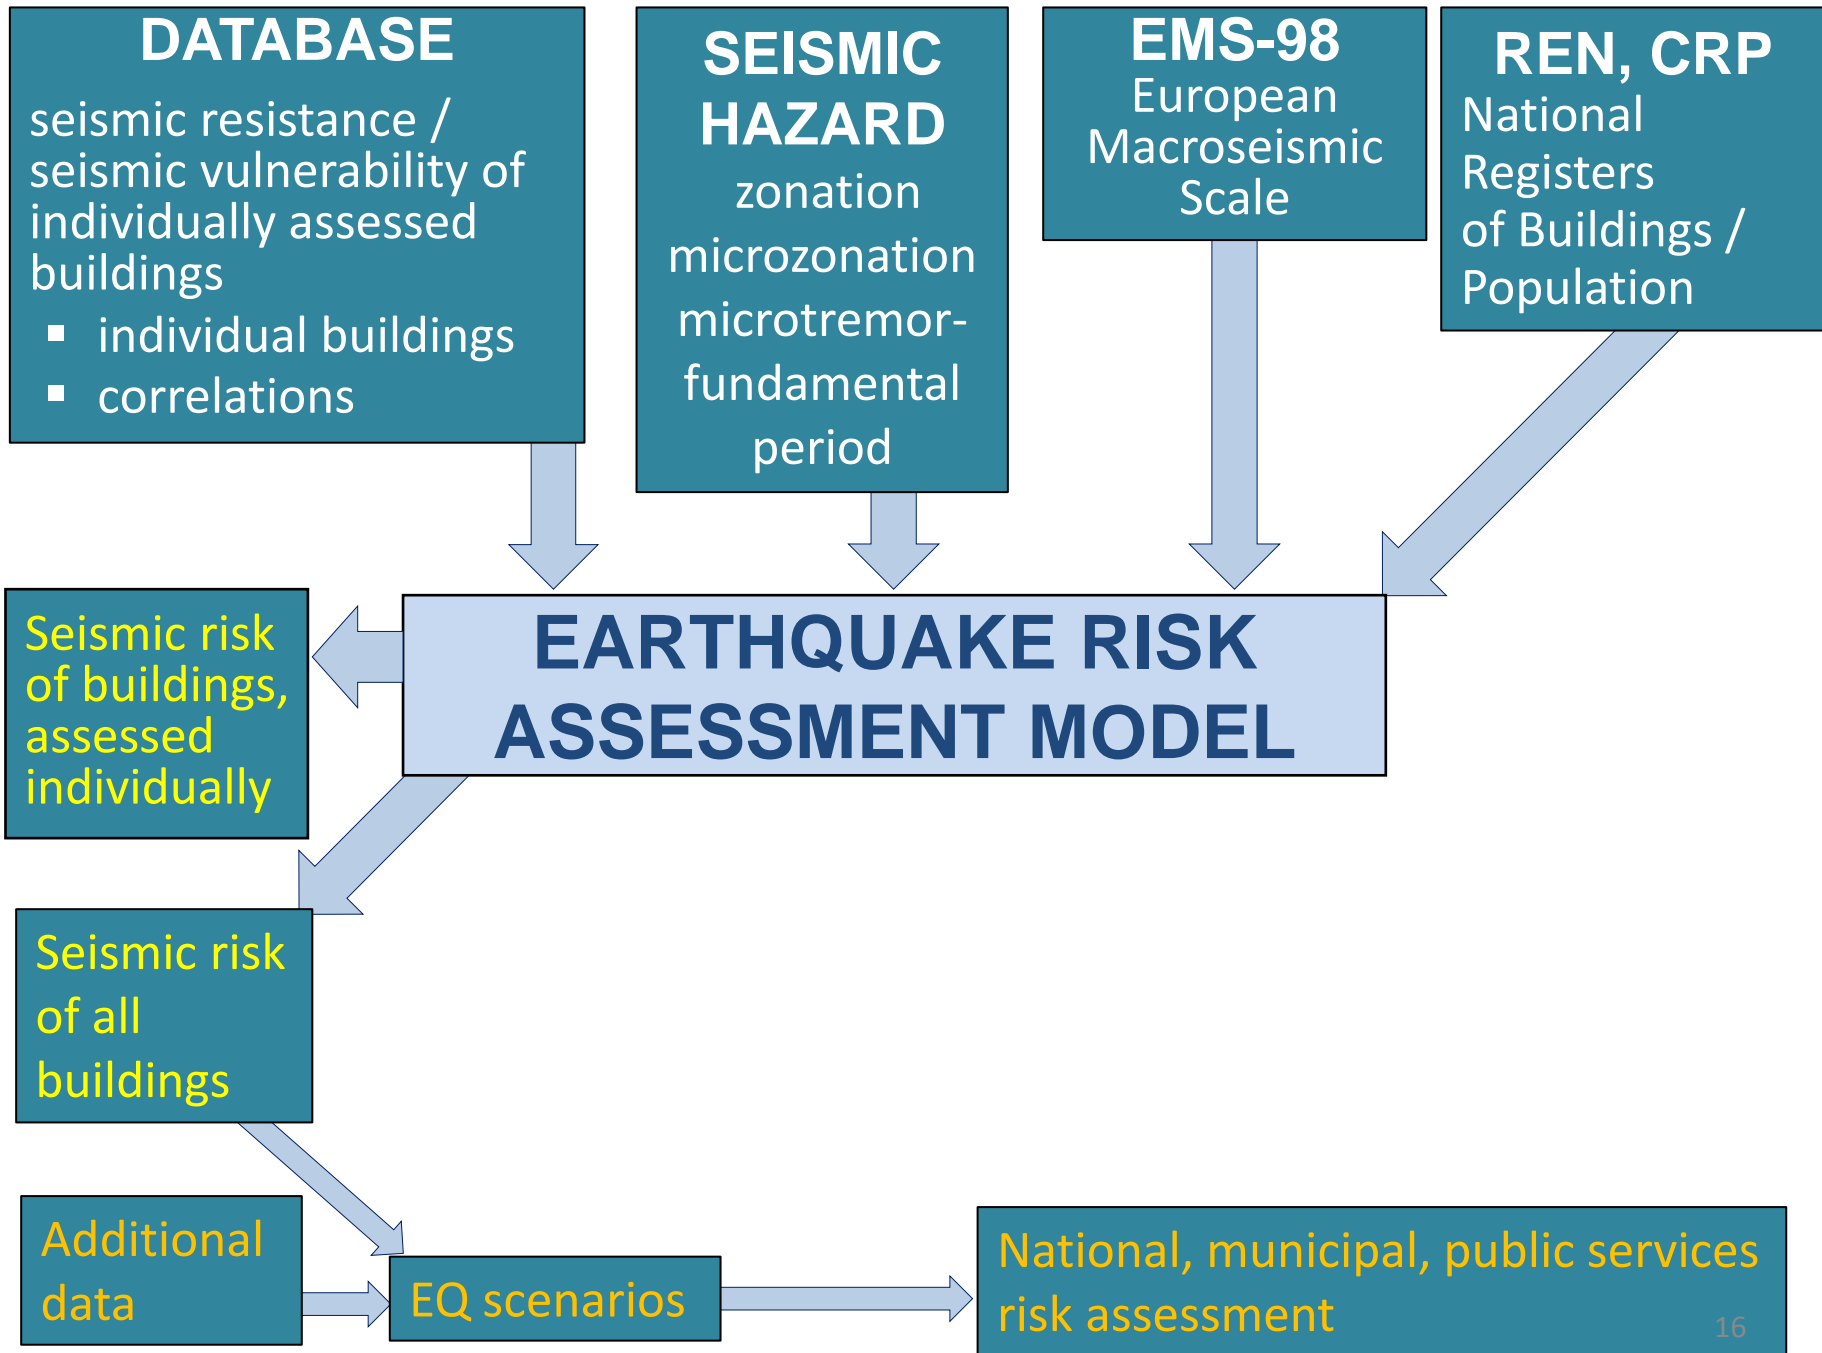 DATABASE
seismic resistance /
seismic vulnerability of
individually assessed
buildings
▪ individual buildings
▪ correlations
SEISMIC
HAZARD
zonation
microzonation
microtremor-
fundamental
period
EMS-98
European
Macroseismic
Scale
REN, CRP
National
Registers
of Buildings /
Population
EARTHQUAKE RISK
ASSESSMENT MODEL
Seismic risk
of buildings,
assessed
individually
Seismic risk
of all
buildings
Additional
data
EQ scenarios
National, municipal, public services
risk assessment
16